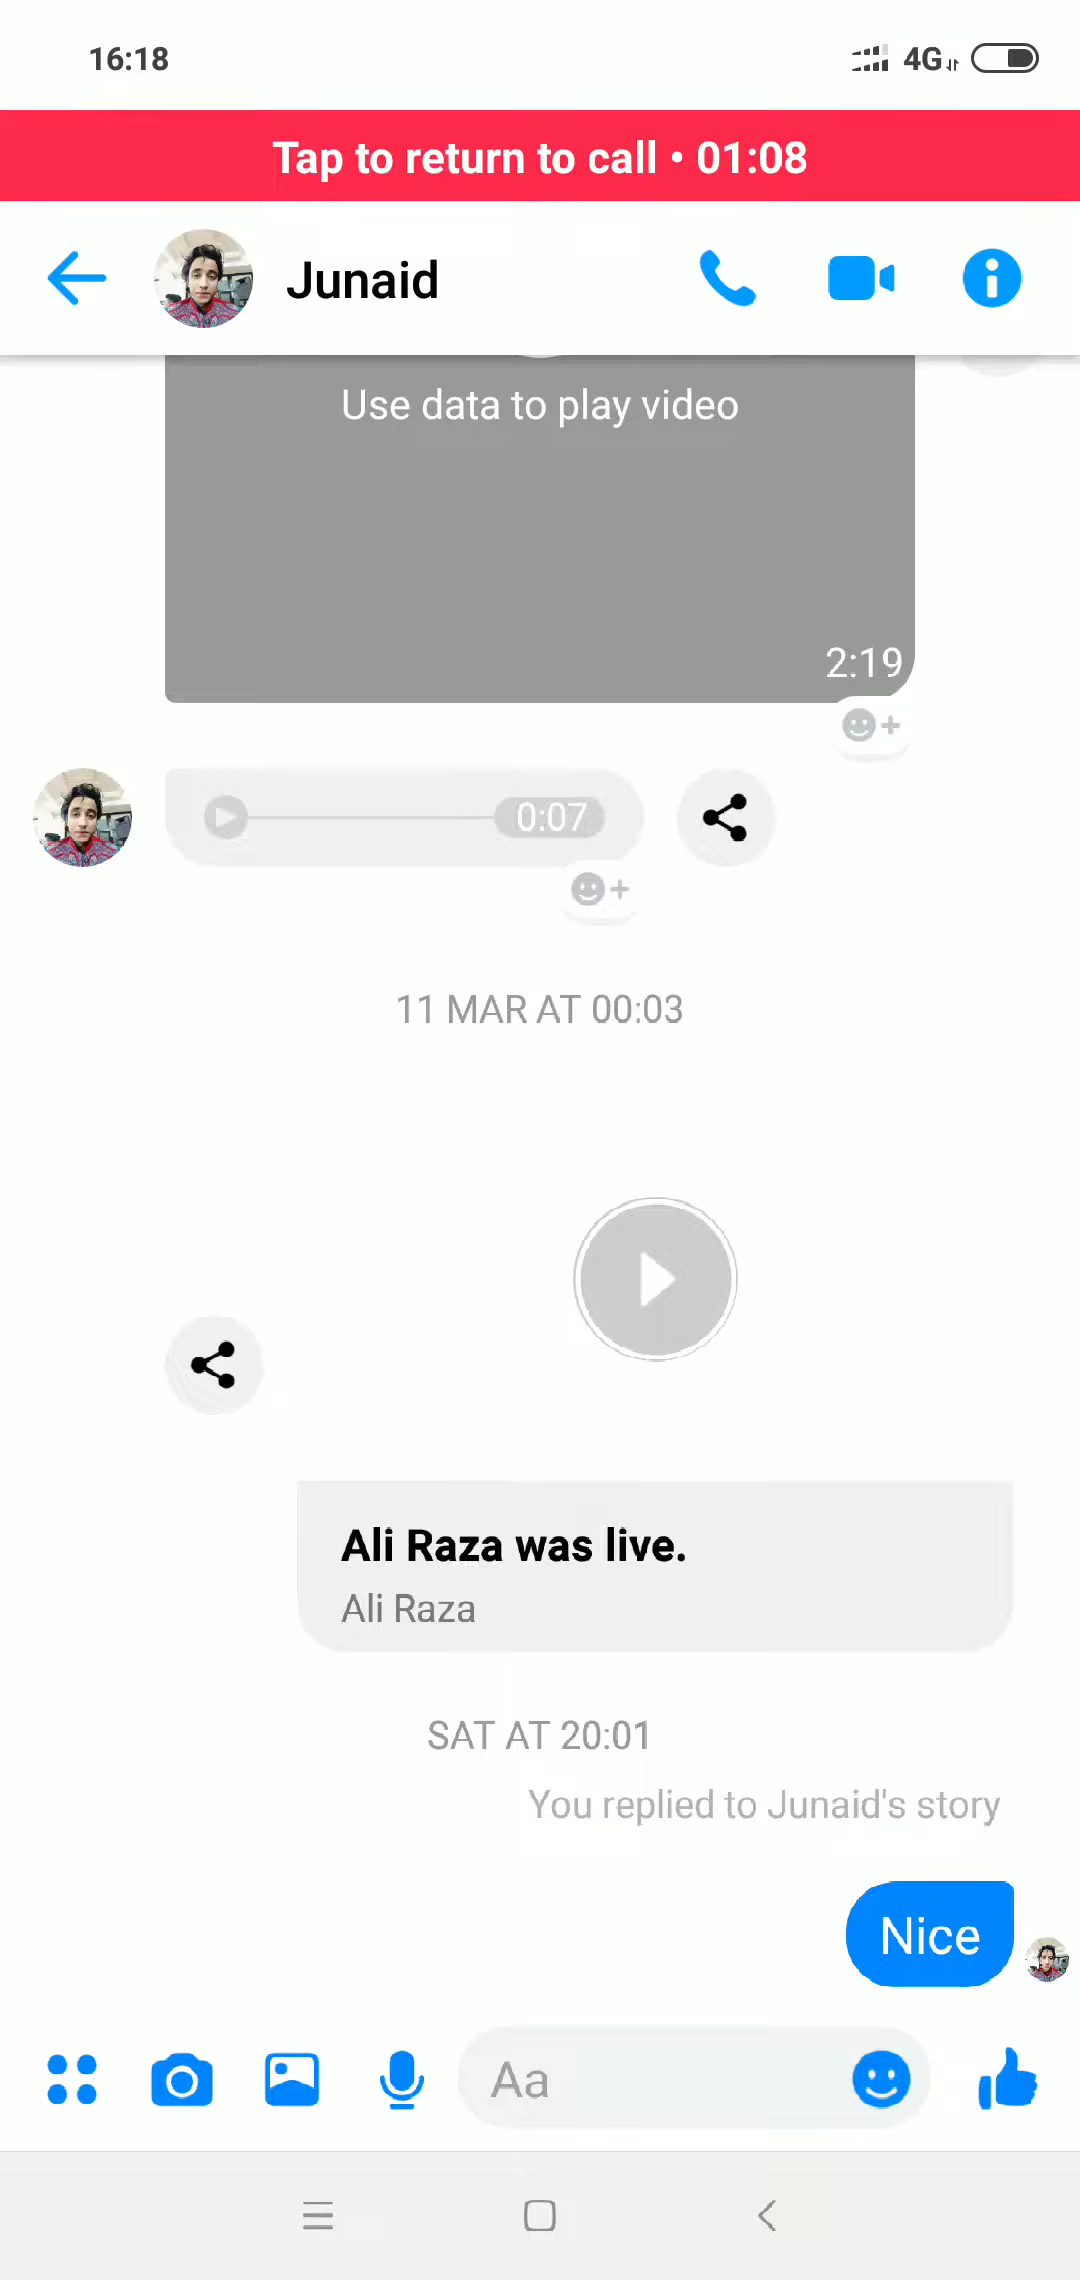 16:18
4G
Tap to return to call • 01:08
Junaid
Use data to play video
2:19
0:07
11 MAR AT 00:03
Ali Raza was live.
Ali Raza
SAT AT 20:01
You replied to Junaid's story
Nice
Aa